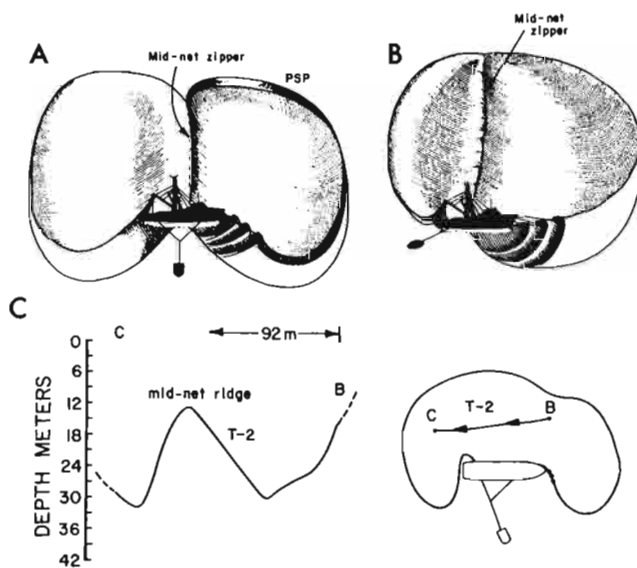 A
Mid-net zipper
PSP
B
Mid-net
zipper
C
DEPTH METERS
0
6
12
18
24
30
36
42
C
92m
mid-net ridge
B
T-2
C
T-2
B